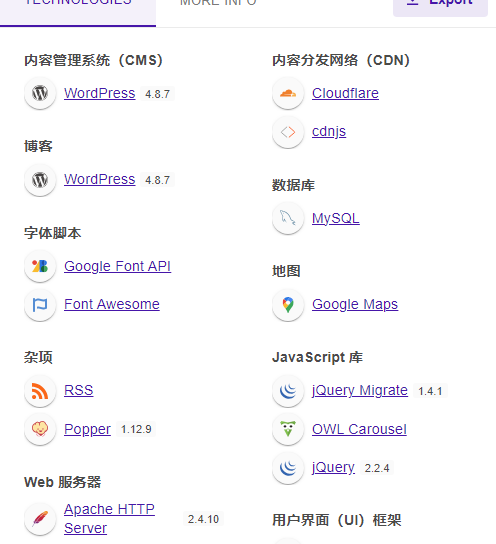 TECHNOLOGIES
MORE INFO
Export
内容管理系统（CMS）
WordPress 4.8.7
博客
WordPress 4.8.7
字体脚本
Google Font API
Font Awesome
杂项
RSS
Popper 1.12.9
Web 服务器
Apache HTTP
Server 2.4.10
内容分发网络（CDN）
Cloudflare
cdnjs
数据库
MySQL
地图
Google Maps
JavaScript 库
jQuery Migrate 1.4.1
OWL Carousel
jQuery 2.2.4
用户界面（UI）框架